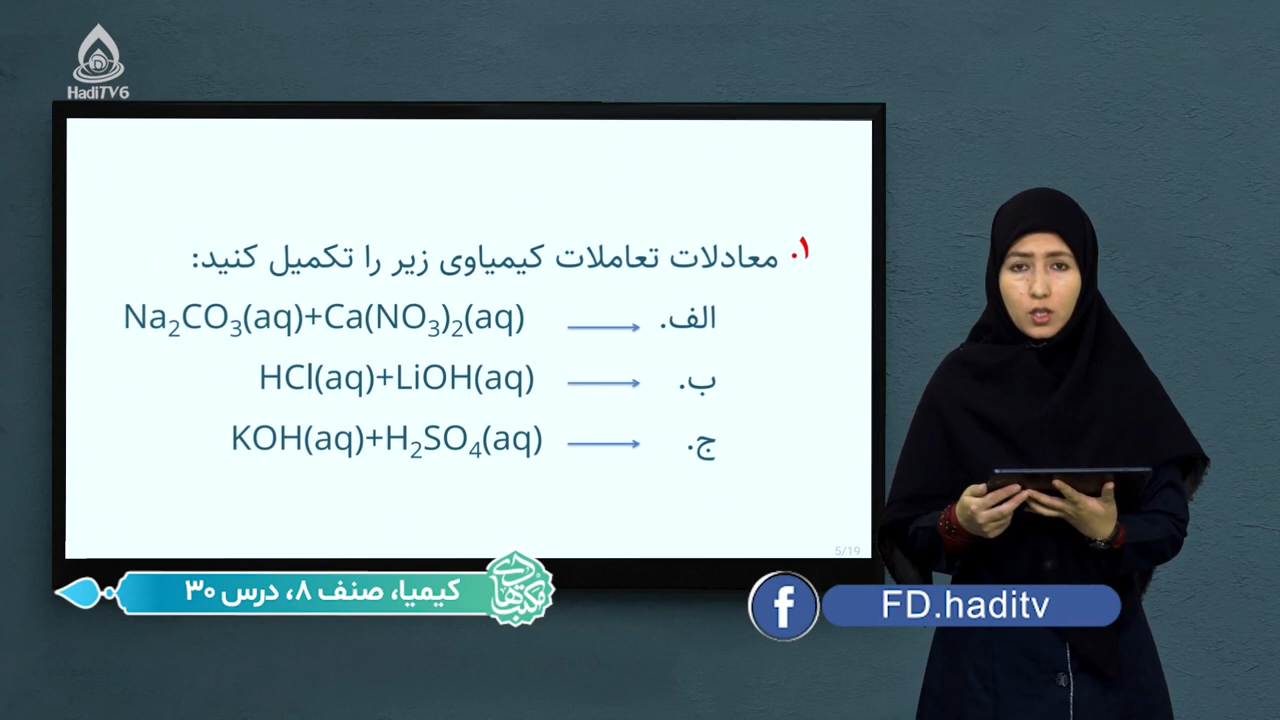 HadiTV6
۱. معادلات تعاملات کیمیاوی زیر را تکمیل کنید:
الف. Na₂CO₃(aq)+Ca(NO₃)₂(aq) ⟶
ب. HCl(aq)+LiOH(aq) ⟶
ج. KOH(aq)+H₂SO₄(aq) ⟶
5/19
کیمیا، صنف ۸، درس ۳۰
f FD.haditv